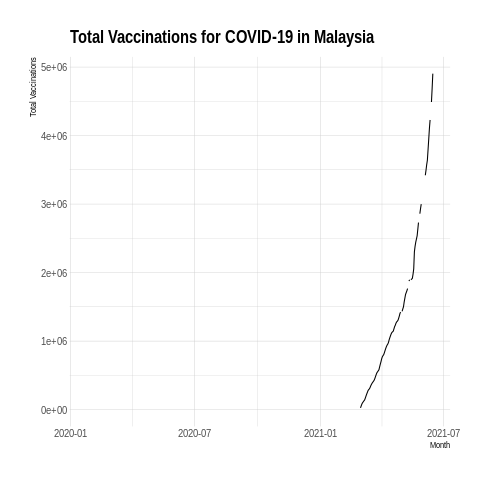 Total Vaccinations for COVID-19 in Malaysia
Total Vaccinations
5e+06
4e+06
3e+06
2e+06
1e+06
0e+00
2020-01 2020-07 2021-01 2021-07
Month